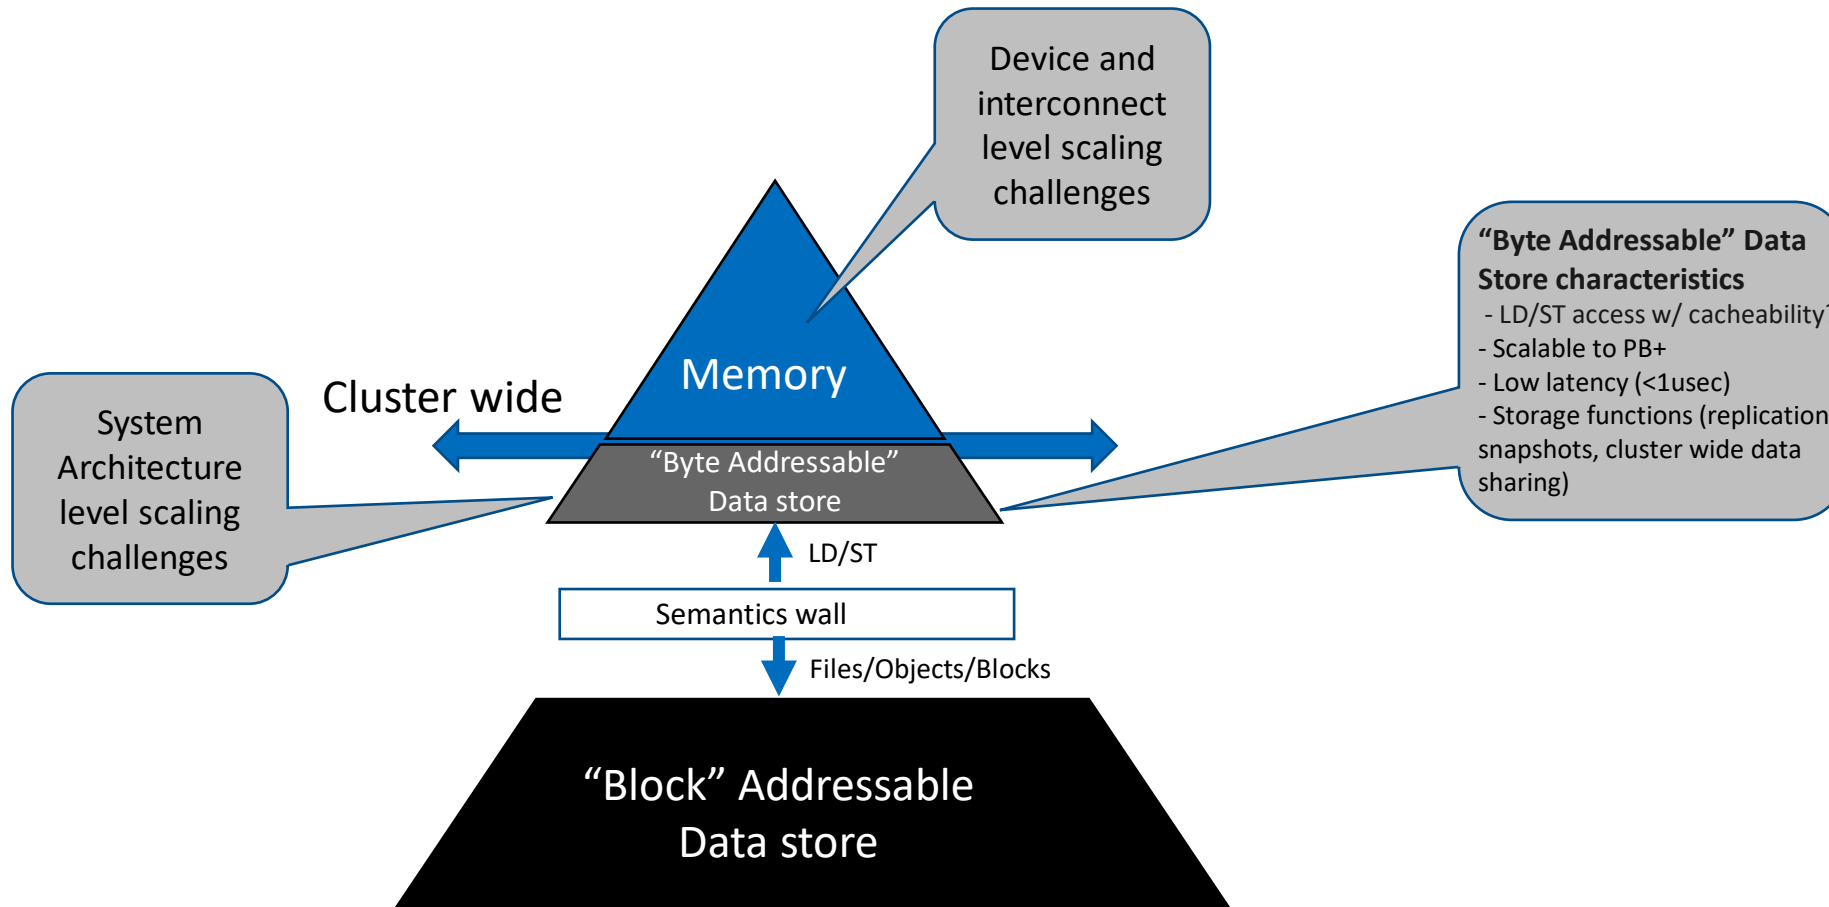 Device and
interconnect
level scaling
challenges
“Byte Addressable” Data
Store characteristics
- LD/ST access w/ cacheability
- Scalable to PB+
- Low latency (<1usec)
- Storage functions (replication
snapshots, cluster wide data
sharing)
Memory
Cluster wide
System
Architecture
level scaling
challenges
“Byte Addressable”
Data store
LD/ST
Semantics wall
Files/Objects/Blocks
“Block” Addressable
Data store